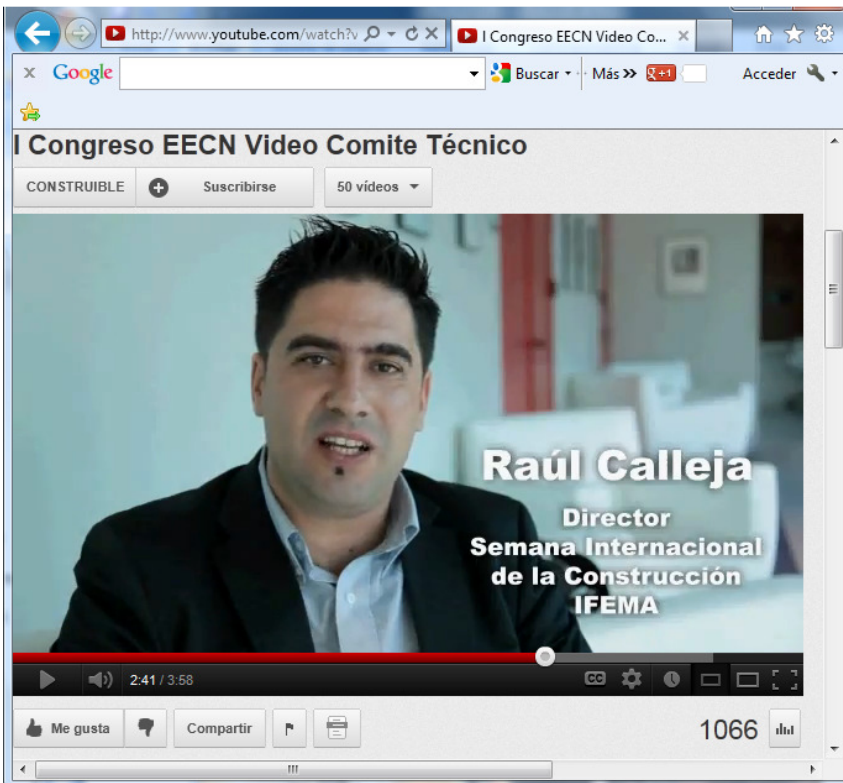 http://www.youtube.com/watch?v
I Congreso EECN Video Co...
x Google Buscar Más >> +1 Acceder
I Congreso EECN Video Comite Técnico
CONSTRUIBLE Suscribirse 50 vídeos
Raúl Calleja
Director
Semana Internacional
de la Construcción
IFEMA
2:41 / 3:58 CC
Me gusta Compartir 1066